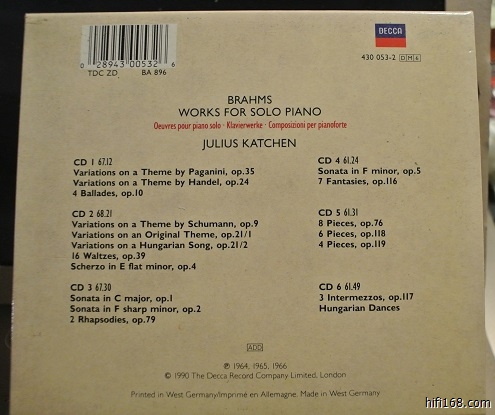 0 28943 00532 6
TDC ZD BA 896
DECCA
430 053-2 DM6
BRAHMS
WORKS FOR SOLO PIANO
Oeuvres pour piano solo · Klavierwerke · Composizioni per pianoforte
JULIUS KATCHEN
CD 1 67.12
Variations on a Theme by Paganini, op.35
Variations on a Theme by Handel, op.24
4 Ballades, op.10
CD 2 68.21
Variations on a Theme by Schumann, op.9
Variations on an Original Theme, op.21/1
Variations on a Hungarian Song, op.21/2
16 Waltzes, op.39
Scherzo in E flat minor, op.4
CD 3 67.30
Sonata in C major, op.1
Sonata in F sharp minor, op.2
2 Rhapsodies, op.79
CD 4 61.24
Sonata in F minor, op.5
7 Fantasies, op.116
CD 5 61.31
8 Pieces, op.76
6 Pieces, op.118
4 Pieces, op.119
CD 6 61.49
3 Intermezzos, op.117
Hungarian Dances
ADD
℗ 1964, 1965, 1966
© 1990 The Decca Record Company Limited, London
Printed in West Germany/Imprimé en Allemagne. Made in West Germany
hifi168.com